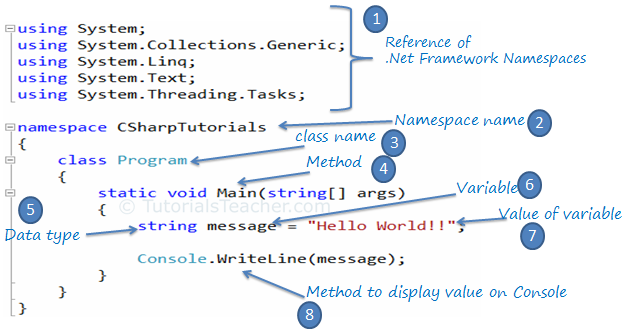 1
using System;
using System.Collections.Generic;
using System.Linq;
using System.Text;
using System.Threading.Tasks;
Reference of
.Net Framework Namespaces
namespace CSharpTutorials
Namespace name 2
{
class name 3
class Program
Method 4
{
static void Main(string[] args)
Variable 6
5
{
© TutorialsTeacher.com
Value of variable
7
Data type
string message = "Hello World!!";
Console.WriteLine(message);
}
Method to display value on Console
8
}
}